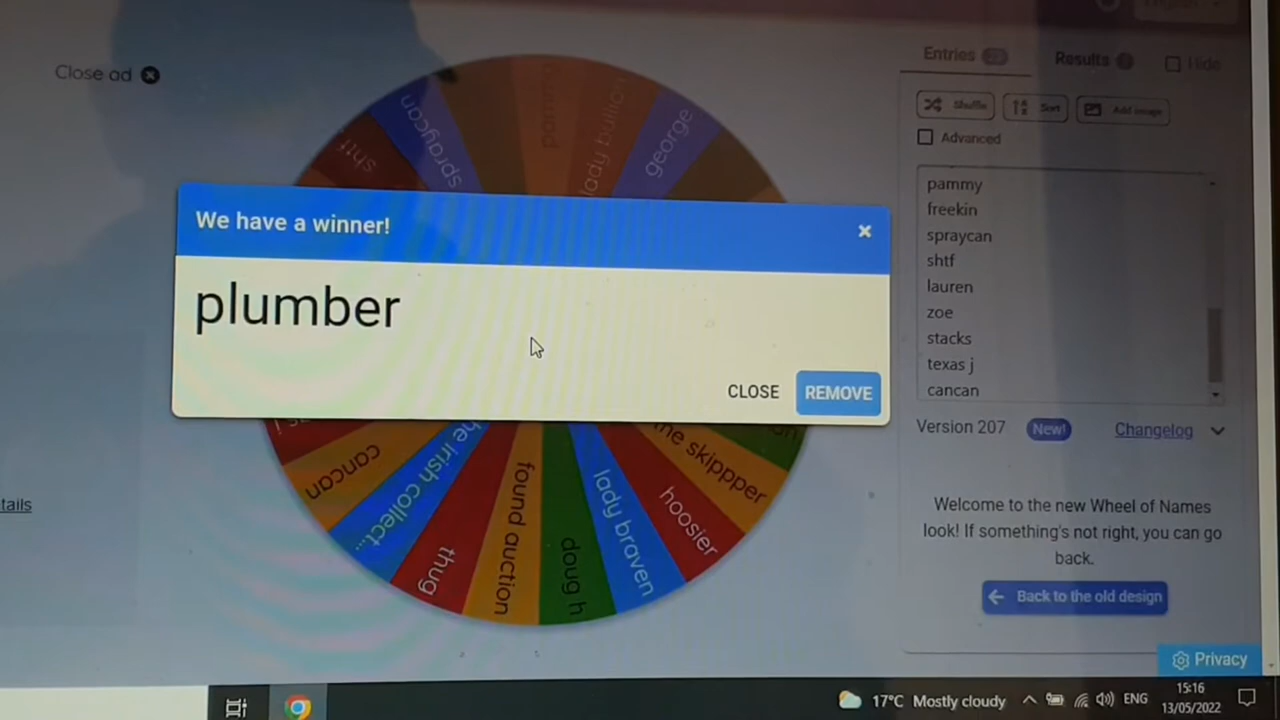 Close ad
Entries
Results
Hide
Shuffle
Sort
Add image
Advanced
pammy
freekin
spraycan
shtf
lauren
zoe
stacks
texas j
cancan
Version 207
New!
Changelog
Welcome to the new Wheel of Names
look! If something's not right, you can go
back.
Back to the old design
Privacy
shtf
spraycan
pammy
lady bullion
george
We have a winner!
plumber
CLOSE
REMOVE
cancan
the irish collect...
thug
found auction
doug h
lady braven
hoosier
the skippper
tails
17°C Mostly cloudy
ENG
15:16
13/05/2022